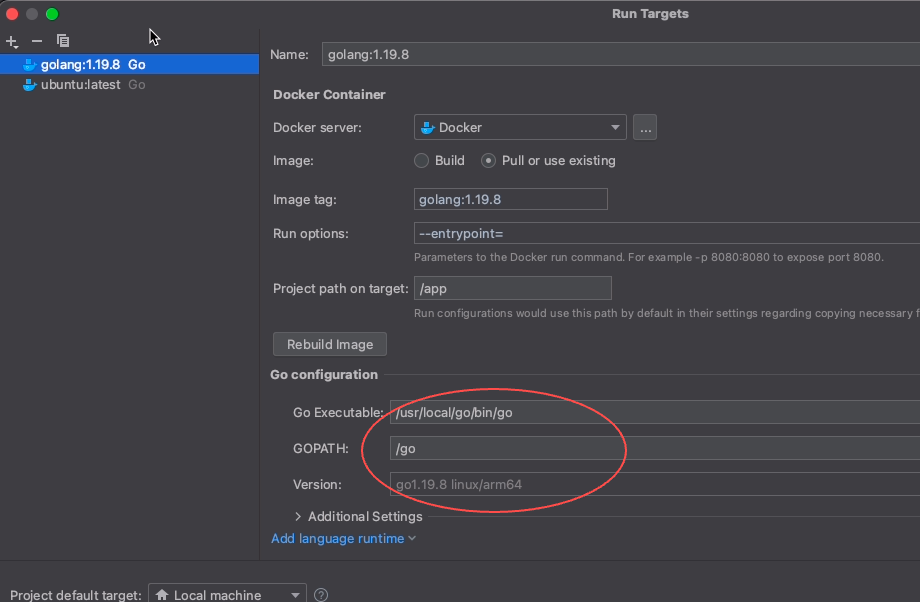 Run Targets
golang:1.19.8 Go
ubuntu:latest Go
Name: golang:1.19.8
Docker Container
Docker server: Docker ...
Image: Build Pull or use existing
Image tag: golang:1.19.8
Run options: --entrypoint=
Parameters to the Docker run command. For example -p 8080:8080 to expose port 8080.
Project path on target: /app
Run configurations would use this path by default in their settings regarding copying necessary f
Rebuild Image
Go configuration
Go Executable: /usr/local/go/bin/go
GOPATH: /go
Version: go1.19.8 linux/arm64
Additional Settings
Add language runtime
Project default target: Local machine ?